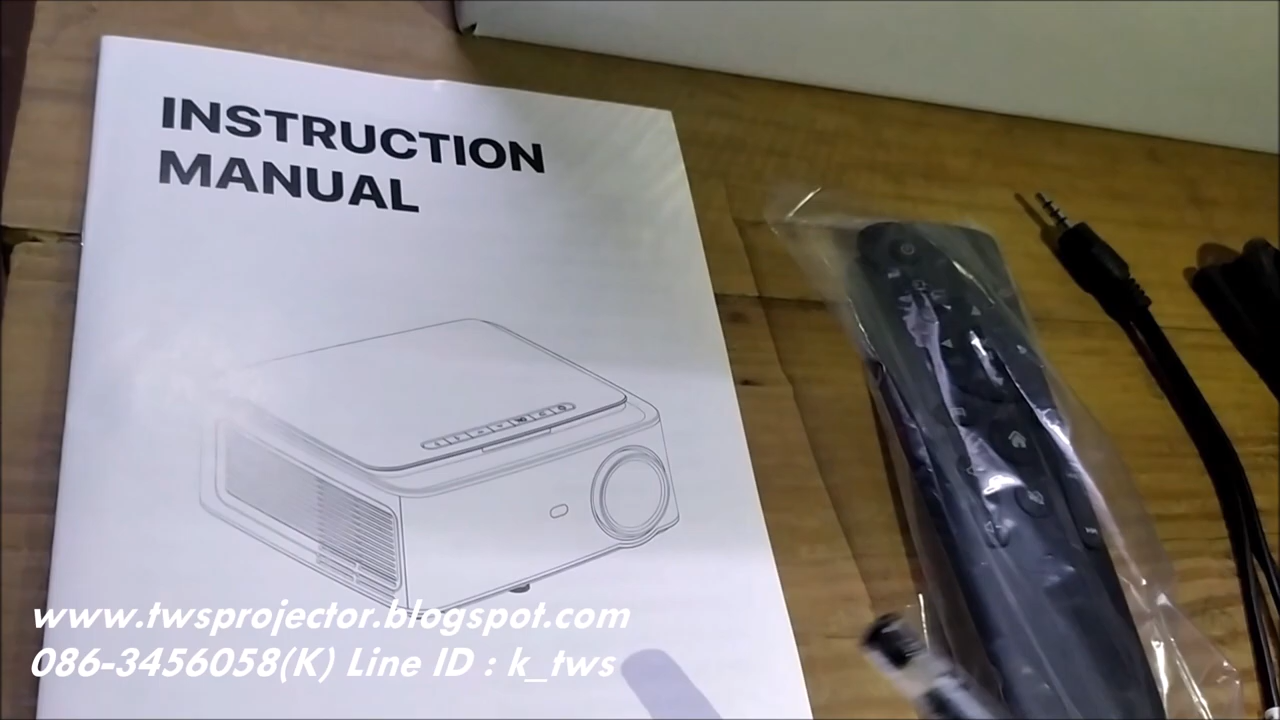 INSTRUCTION
MANUAL
www.twsprojector.blogspot.com
086-3456058(K) Line ID : k_tws